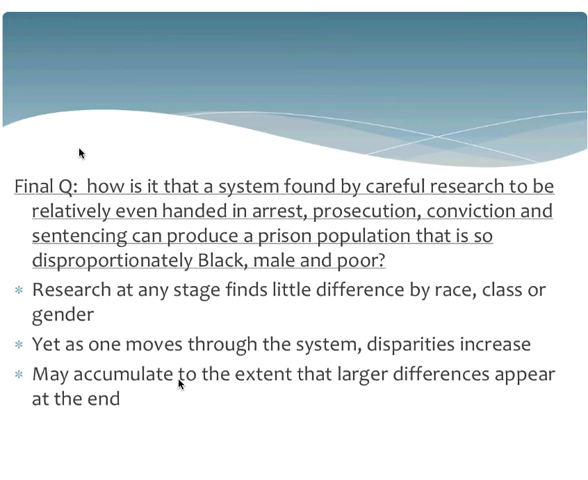 Final Q: how is it that a system found by careful research to be
relatively even handed in arrest, prosecution, conviction and
sentencing can produce a prison population that is so
disproportionately Black, male and poor?
* Research at any stage finds little difference by race, class or
gender
* Yet as one moves through the system, disparities increase
* May accumulate to the extent that larger differences appear
at the end